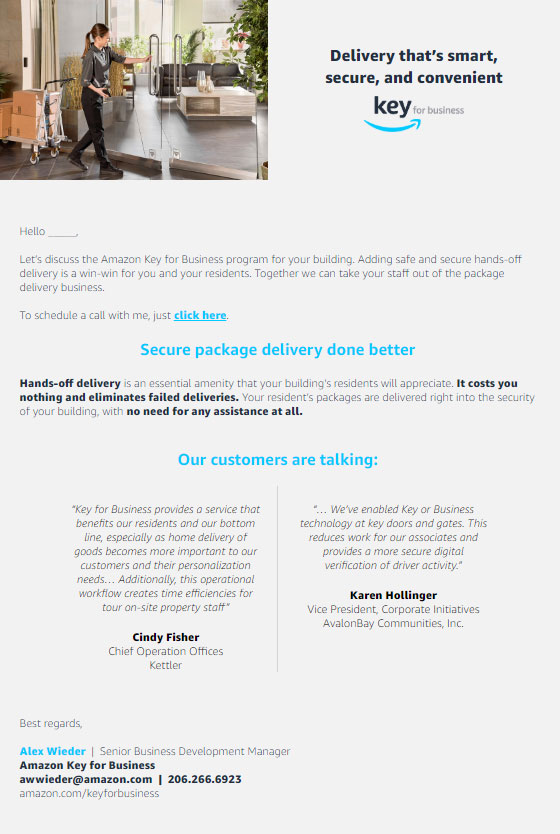 Delivery that's smart,
secure, and convenient
key for business
Hello _____,
Let's discuss the Amazon Key for Business program for your building. Adding safe and secure hands-off
delivery is a win-win for you and your residents. Together we can take your staff out of the package
delivery business.
To schedule a call with me, just click here.
Secure package delivery done better
Hands-off delivery is an essential amenity that your building's residents will appreciate. It costs you
nothing and eliminates failed deliveries. Your resident's packages are delivered right into the security
of your building, with no need for any assistance at all.
Our customers are talking:
"Key for Business provides a service that
benefits our residents and our bottom
line, especially as home delivery of
goods becomes more important to our
customers and their personalization
needs… Additionally, this operational
workflow creates time efficiencies for
tour on-site property staff"
Cindy Fisher
Chief Operation Offices
Kettler
"… We've enabled Key or Business
technology at key doors and gates. This
reduces work for our associates and
provides a more secure digital
verification of driver activity."
Karen Hollinger
Vice President, Corporate Initiatives
AvalonBay Communities, Inc.
Best regards,
Alex Wieder | Senior Business Development Manager
Amazon Key for Business
awwieder@amazon.com | 206.266.6923
amazon.com/keyforbusiness